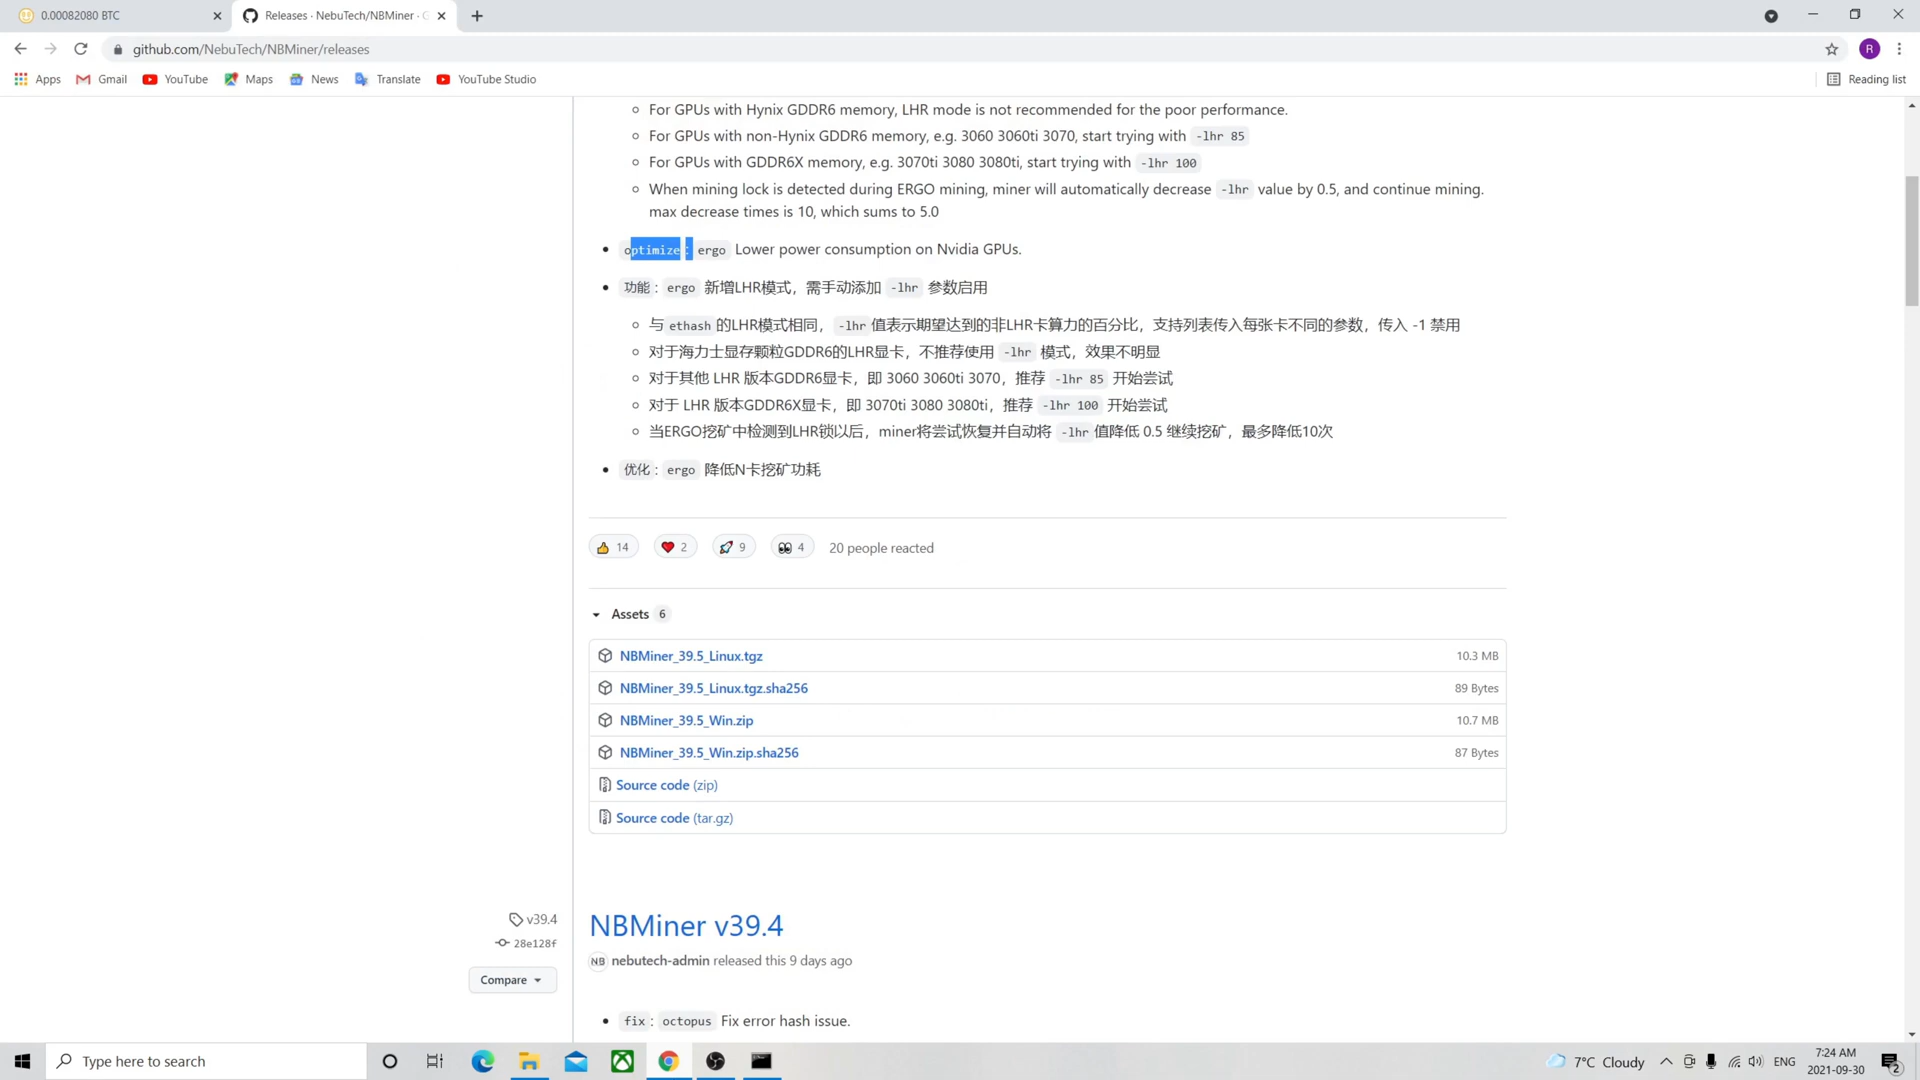 0.00082080 BTC
Releases · NebuTech/NBMiner · G
github.com/NebuTech/NBMiner/releases
R
Apps
Gmail
YouTube
Maps
News
Translate
YouTube Studio
Reading list
For GPUs with Hynix GDDR6 memory, LHR mode is not recommended for the poor performance.
For GPUs with non-Hynix GDDR6 memory, e.g. 3060 3060ti 3070, start trying with -lhr 85
For GPUs with GDDR6X memory, e.g. 3070ti 3080 3080ti, start trying with -lhr 100
When mining lock is detected during ERGO mining, miner will automatically decrease -lhr value by 0.5, and continue mining.
max decrease times is 10, which sums to 5.0
optimize : ergo Lower power consumption on Nvidia GPUs.
功能 : ergo 新增LHR模式，需手动添加 -lhr 参数启用
与 ethash 的LHR模式相同， -lhr 值表示期望达到的非LHR卡算力的百分比，支持列表传入每张卡不同的参数，传入 -1 禁用
对于海力士显存颗粒GDDR6的LHR显卡，不推荐使用 -lhr 模式，效果不明显
对于其他 LHR 版本GDDR6显卡，即 3060 3060ti 3070，推荐 -lhr 85 开始尝试
对于 LHR 版本GDDR6X显卡，即 3070ti 3080 3080ti，推荐 -lhr 100 开始尝试
当ERGO挖矿中检测到LHR锁以后，miner将尝试恢复并自动将 -lhr 值降低 0.5 继续挖矿，最多降低10次
优化 : ergo 降低N卡挖矿功耗
14
2
9
4
20 people reacted
Assets 6
NBMiner_39.5_Linux.tgz 10.3 MB
NBMiner_39.5_Linux.tgz.sha256 89 Bytes
NBMiner_39.5_Win.zip 10.7 MB
NBMiner_39.5_Win.zip.sha256 87 Bytes
Source code (zip)
Source code (tar.gz)
v39.4
28e128f
Compare
NBMiner v39.4
NB nebutech-admin released this 9 days ago
fix : octopus Fix error hash issue.
Type here to search
7°C Cloudy
ENG
7:24 AM
2021-09-30
2